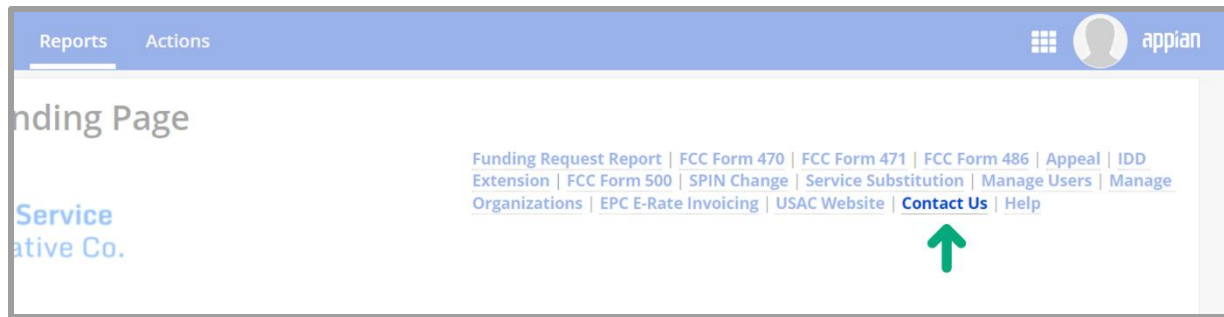 Reports Actions appian
nding Page
Funding Request Report | FCC Form 470 | FCC Form 471 | FCC Form 486 | Appeal | IDD
Extension | FCC Form 500 | SPIN Change | Service Substitution | Manage Users | Manage
Organizations | EPC E-Rate Invoicing | USAC Website | Contact Us | Help
Service
ative Co.